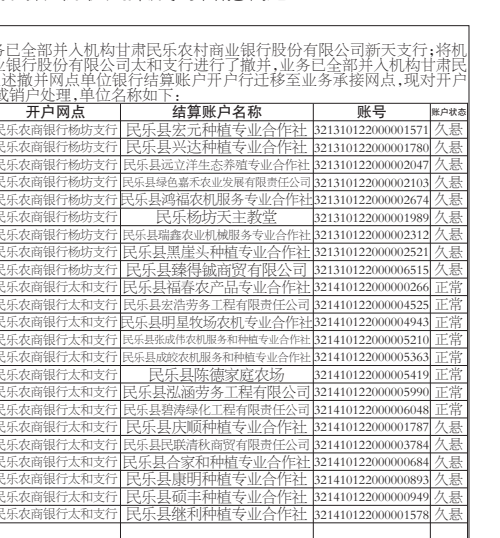 务已全部并入机构甘肃民乐农村商业银行股份有限公司新天支行;将机
业银行股份有限公司太和支行进行了撤并,业务已全部并入机构甘肃民
述撤并网点单位银行结算账户开户行迁移至业务承接网点,现对开户
或销户处理,单位名称如下:
开户网点 结算账户名称 账号 账户状态
民乐农商银行杨坊支行 民乐县宏元种植专业合作社 321310122000001571 久悬
民乐农商银行杨坊支行 民乐县兴达种植专业合作社 321310122000001780 久悬
民乐农商银行杨坊支行 民乐县远立洋生态养殖专业合作社 321310122000002047 久悬
民乐农商银行杨坊支行 民乐县绿色嘉禾农业发展有限责任公司 321310122000002103 久悬
民乐农商银行杨坊支行 民乐县鸿福农机服务专业合作社 321310122000002674 久悬
民乐农商银行杨坊支行 民乐杨坊天主教堂 321310122000001989 久悬
民乐农商银行杨坊支行 民乐县瑞鑫农业机械服务专业合作社 321310122000002312 久悬
民乐农商银行杨坊支行 民乐县黑崖头种植专业合作社 321310122000002521 久悬
民乐农商银行杨坊支行 民乐县臻得铖商贸有限公司 321310122000006515 久悬
民乐农商银行太和支行 民乐县福春农产品专业合作社 321410122000000266 正常
民乐农商银行太和支行 民乐县宏浩劳务工程有限责任公司 321410122000004525 正常
民乐农商银行太和支行 民乐县明星牧场农机专业合作社 321410122000004943 正常
民乐农商银行太和支行 民乐县张成伟农机服务和种植专业合作社 321410122000005210 正常
民乐农商银行太和支行 民乐县成皎农机服务和种植专业合作社 321410122000005363 正常
民乐农商银行太和支行 民乐县陈德家庭农场 321410122000005419 正常
民乐农商银行太和支行 民乐县泓涵劳务工程有限公司 321410122000005990 正常
民乐农商银行太和支行 民乐县碧涛绿化工程有限责任公司 321410122000006048 正常
民乐农商银行太和支行 民乐县庆顺种植专业合作社 321410122000001787 久悬
民乐农商银行太和支行 民乐县民联清秋商贸有限责任公司 321410122000003784 久悬
民乐农商银行太和支行 民乐县合家和种植专业合作社 321410122000000684 久悬
民乐农商银行太和支行 民乐县康明种植专业合作社 321410122000000893 久悬
民乐农商银行太和支行 民乐县硕丰种植专业合作社 321410122000000949 久悬
民乐农商银行太和支行 民乐县继利种植专业合作社 321410122000001578 久悬